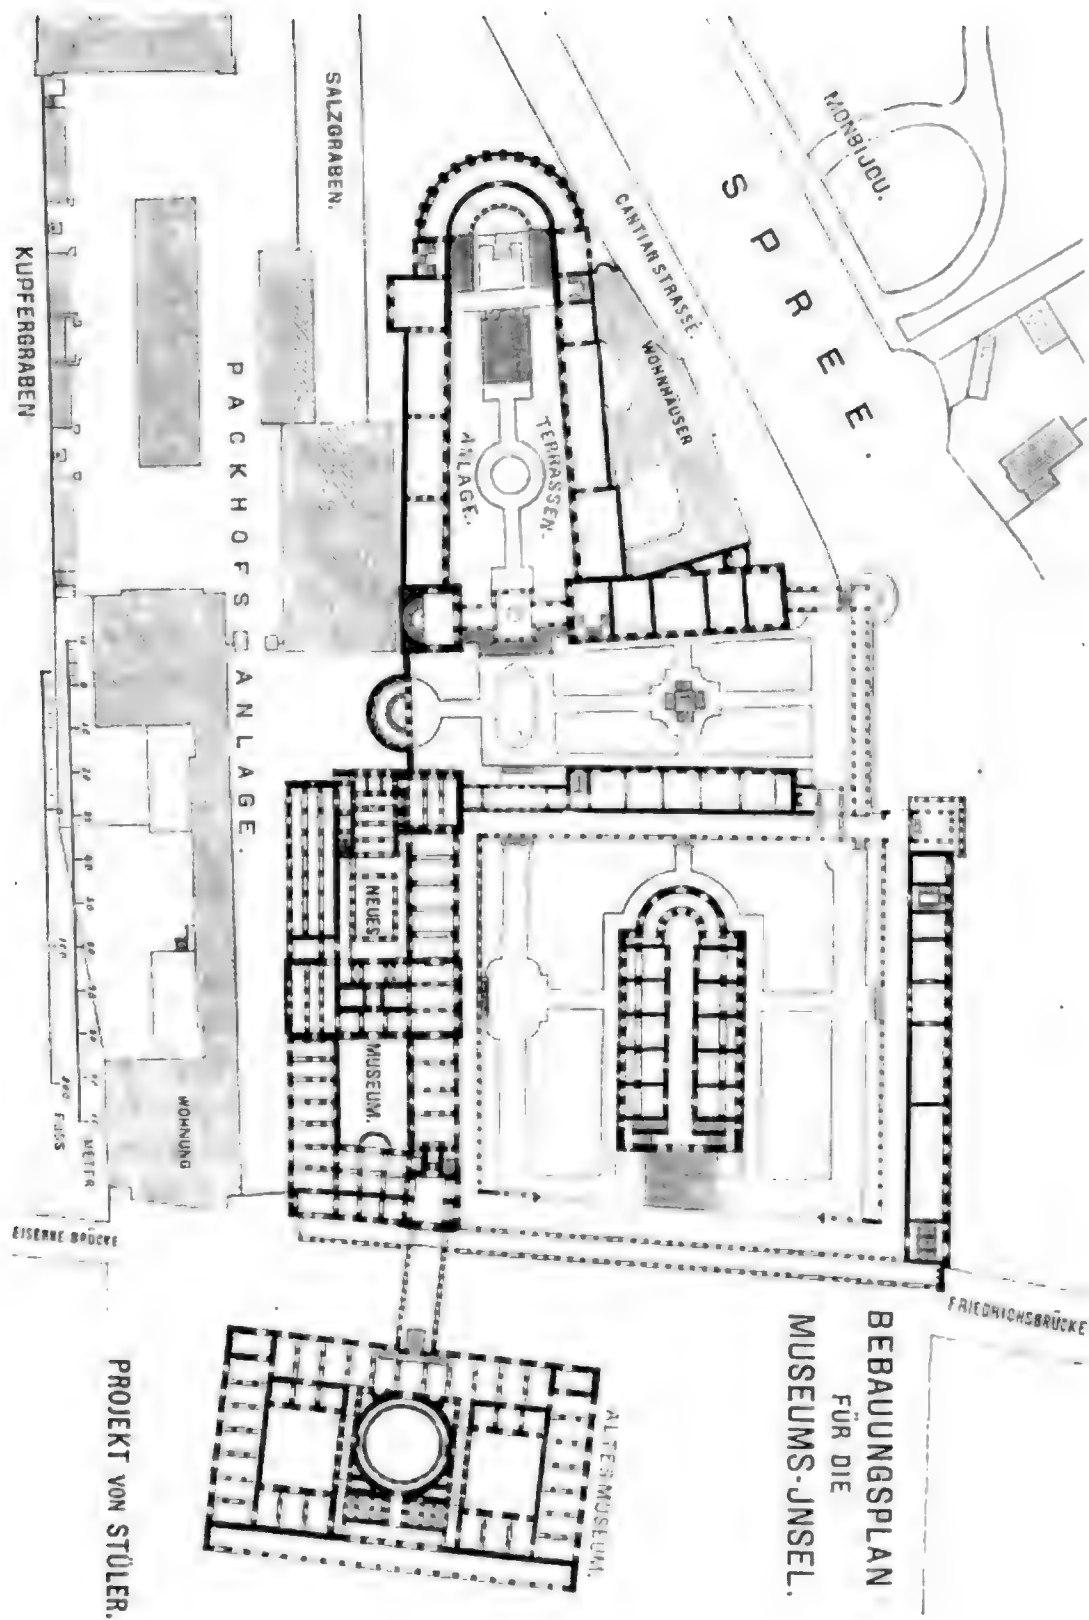 BEBAUUNGSPLAN
FÜR DIE
MUSEUMS-JNSEL.
PROJEKT VON STÜLER.
MONBIJOU.
SPREE.
CANTIAN STRASSE.
WOHNHÄUSER
SALZGRABEN.
KUPFERGRABEN
PACKHOFS ANLAGE.
TERRASSEN.
ANLAGE.
NEUES
MUSEUM.
WOHNUNG
METER
FUSS
EISERNE BRÜCKE
FRIEDRICHSBRÜCKE
ALTES MUSEUM.